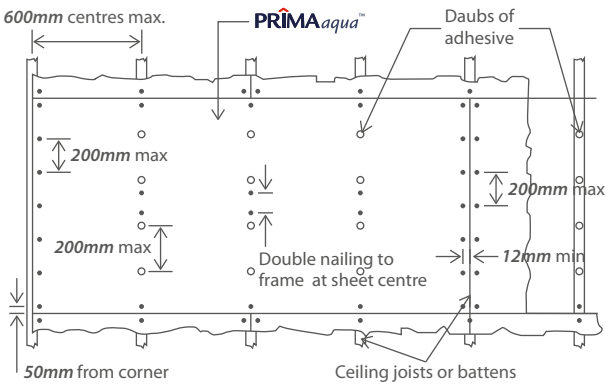 600mm centres max.
PRIMAaqua™
Daubs of
adhesive
200mm max
200mm max
200mm max
Double nailing to
frame at sheet centre
12mm min
50mm from corner
Ceiling joists or battens